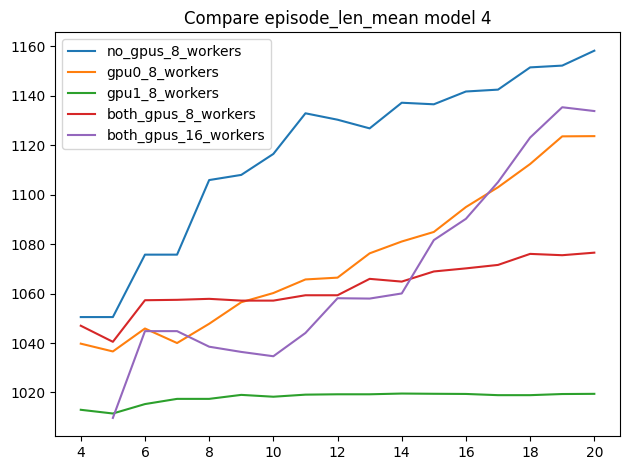 Compare episode_len_mean model 4
no_gpus_8_workers
gpu0_8_workers
gpu1_8_workers
both_gpus_8_workers
both_gpus_16_workers
1160
1140
1120
1100
1080
1060
1040
1020
4 6 8 10 12 14 16 18 20